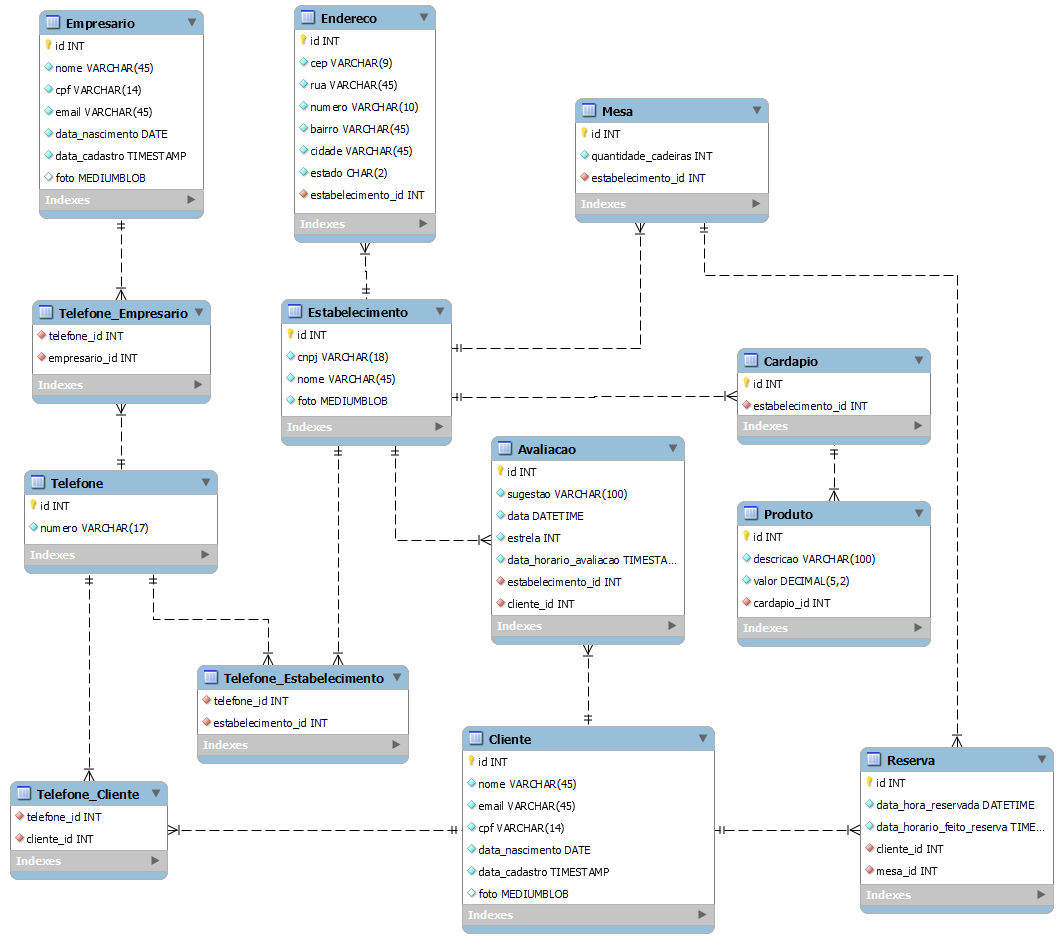 Empresario
id INT
nome VARCHAR(45)
cpf VARCHAR(14)
email VARCHAR(45)
data_nascimento DATE
data_cadastro TIMESTAMP
foto MEDIUMBLOB
Indexes
Endereco
id INT
cep VARCHAR(9)
rua VARCHAR(45)
numero VARCHAR(10)
bairro VARCHAR(45)
cidade VARCHAR(45)
estado CHAR(2)
estabelecimento_id INT
Indexes
Mesa
id INT
quantidade_cadeiras INT
estabelecimento_id INT
Indexes
Telefone_Empresario
telefone_id INT
empresario_id INT
Indexes
Estabelecimento
id INT
cnpj VARCHAR(18)
nome VARCHAR(45)
foto MEDIUMBLOB
Indexes
Cardapio
id INT
estabelecimento_id INT
Indexes
Telefone
id INT
numero VARCHAR(17)
Indexes
Avaliacao
id INT
sugestao VARCHAR(100)
data DATETIME
estrela INT
data_horario_avaliacao TIMESTA...
estabelecimento_id INT
cliente_id INT
Indexes
Produto
id INT
descricao VARCHAR(100)
valor DECIMAL(5,2)
cardapio_id INT
Indexes
Telefone_Estabelecimento
telefone_id INT
estabelecimento_id INT
Indexes
Telefone_Cliente
telefone_id INT
cliente_id INT
Indexes
Cliente
id INT
nome VARCHAR(45)
email VARCHAR(45)
cpf VARCHAR(14)
data_nascimento DATE
data_cadastro TIMESTAMP
foto MEDIUMBLOB
Indexes
Reserva
id INT
data_hora_reservada DATETIME
data_horario_feito_reserva TIME...
cliente_id INT
mesa_id INT
Indexes